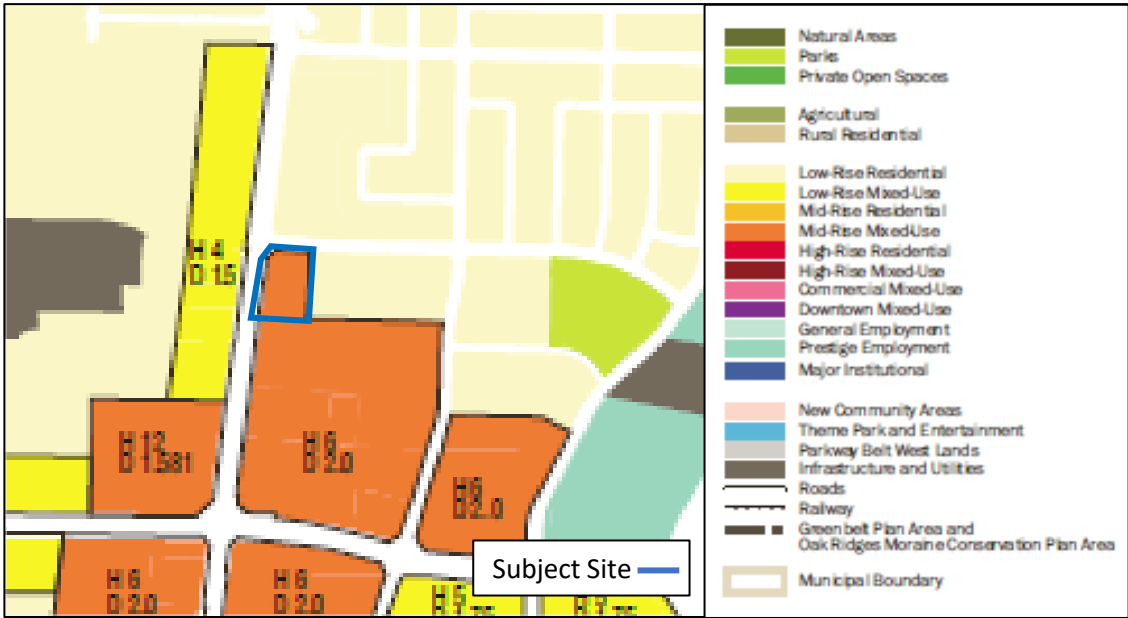 H 4
D 1.5
H 12
D 1.581
H 6
D 2.0
H 6
D 2.0
H 6
D 2.0
H 6
D 2.0
H 5
Subject Site
Natural Areas
Parks
Private Open Spaces
Agricultural
Rural Residential
Low-Rise Residential
Low-Rise Mixed-Use
Mid-Rise Residential
Mid-Rise Mixed-Use
High-Rise Residential
High-Rise Mixed-Use
Commercial Mixed-Use
Downtown Mixed-Use
General Employment
Prestige Employment
Major Institutional
New Community Areas
Theme Park and Entertainment
Parkway Belt West Lands
Infrastructure and Utilities
Roads
Railway
Greenbelt Plan Area and
Oak Ridges Moraine Conservation Plan Area
Municipal Boundary